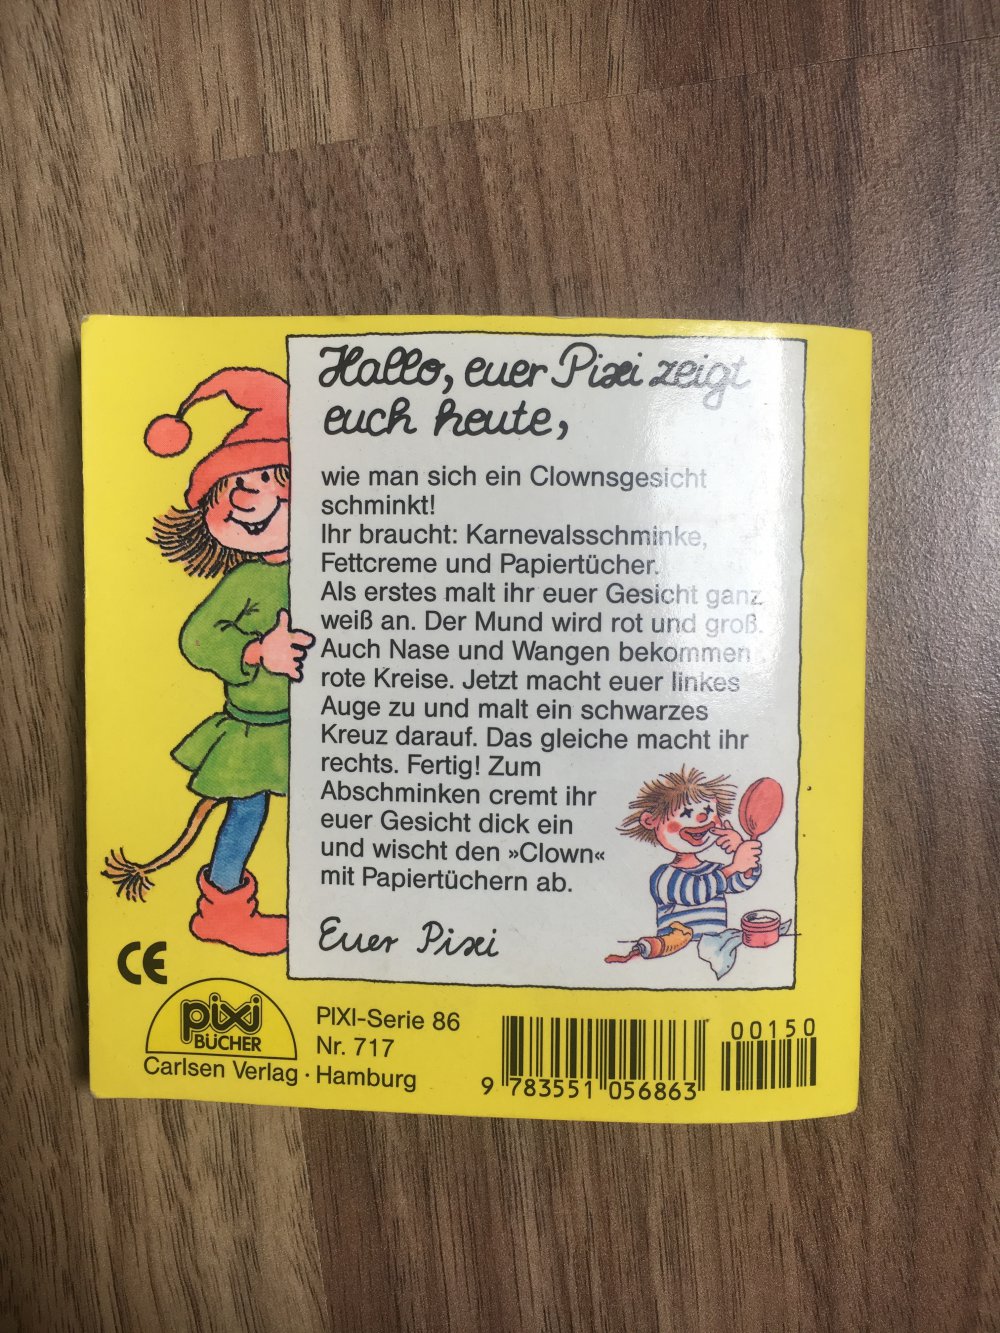 Hallo, euer Pixi zeigt
euch heute,
wie man sich ein Clownsgesicht
schminkt!
Ihr braucht: Karnevalsschminke,
Fettcreme und Papiertücher.
Als erstes malt ihr euer Gesicht ganz
weiß an. Der Mund wird rot und groß.
Auch Nase und Wangen bekommen
rote Kreise. Jetzt macht euer linkes
Auge zu und malt ein schwarzes
Kreuz darauf. Das gleiche macht ihr
rechts. Fertig! Zum
Abschminken cremt ihr
euer Gesicht dick ein
und wischt den »Clown«
mit Papiertüchern ab.
Euer Pixi
CE
pixi
BÜCHER
Carlsen Verlag · Hamburg
PIXI-Serie 86
Nr. 717
9 783551 056863
00150